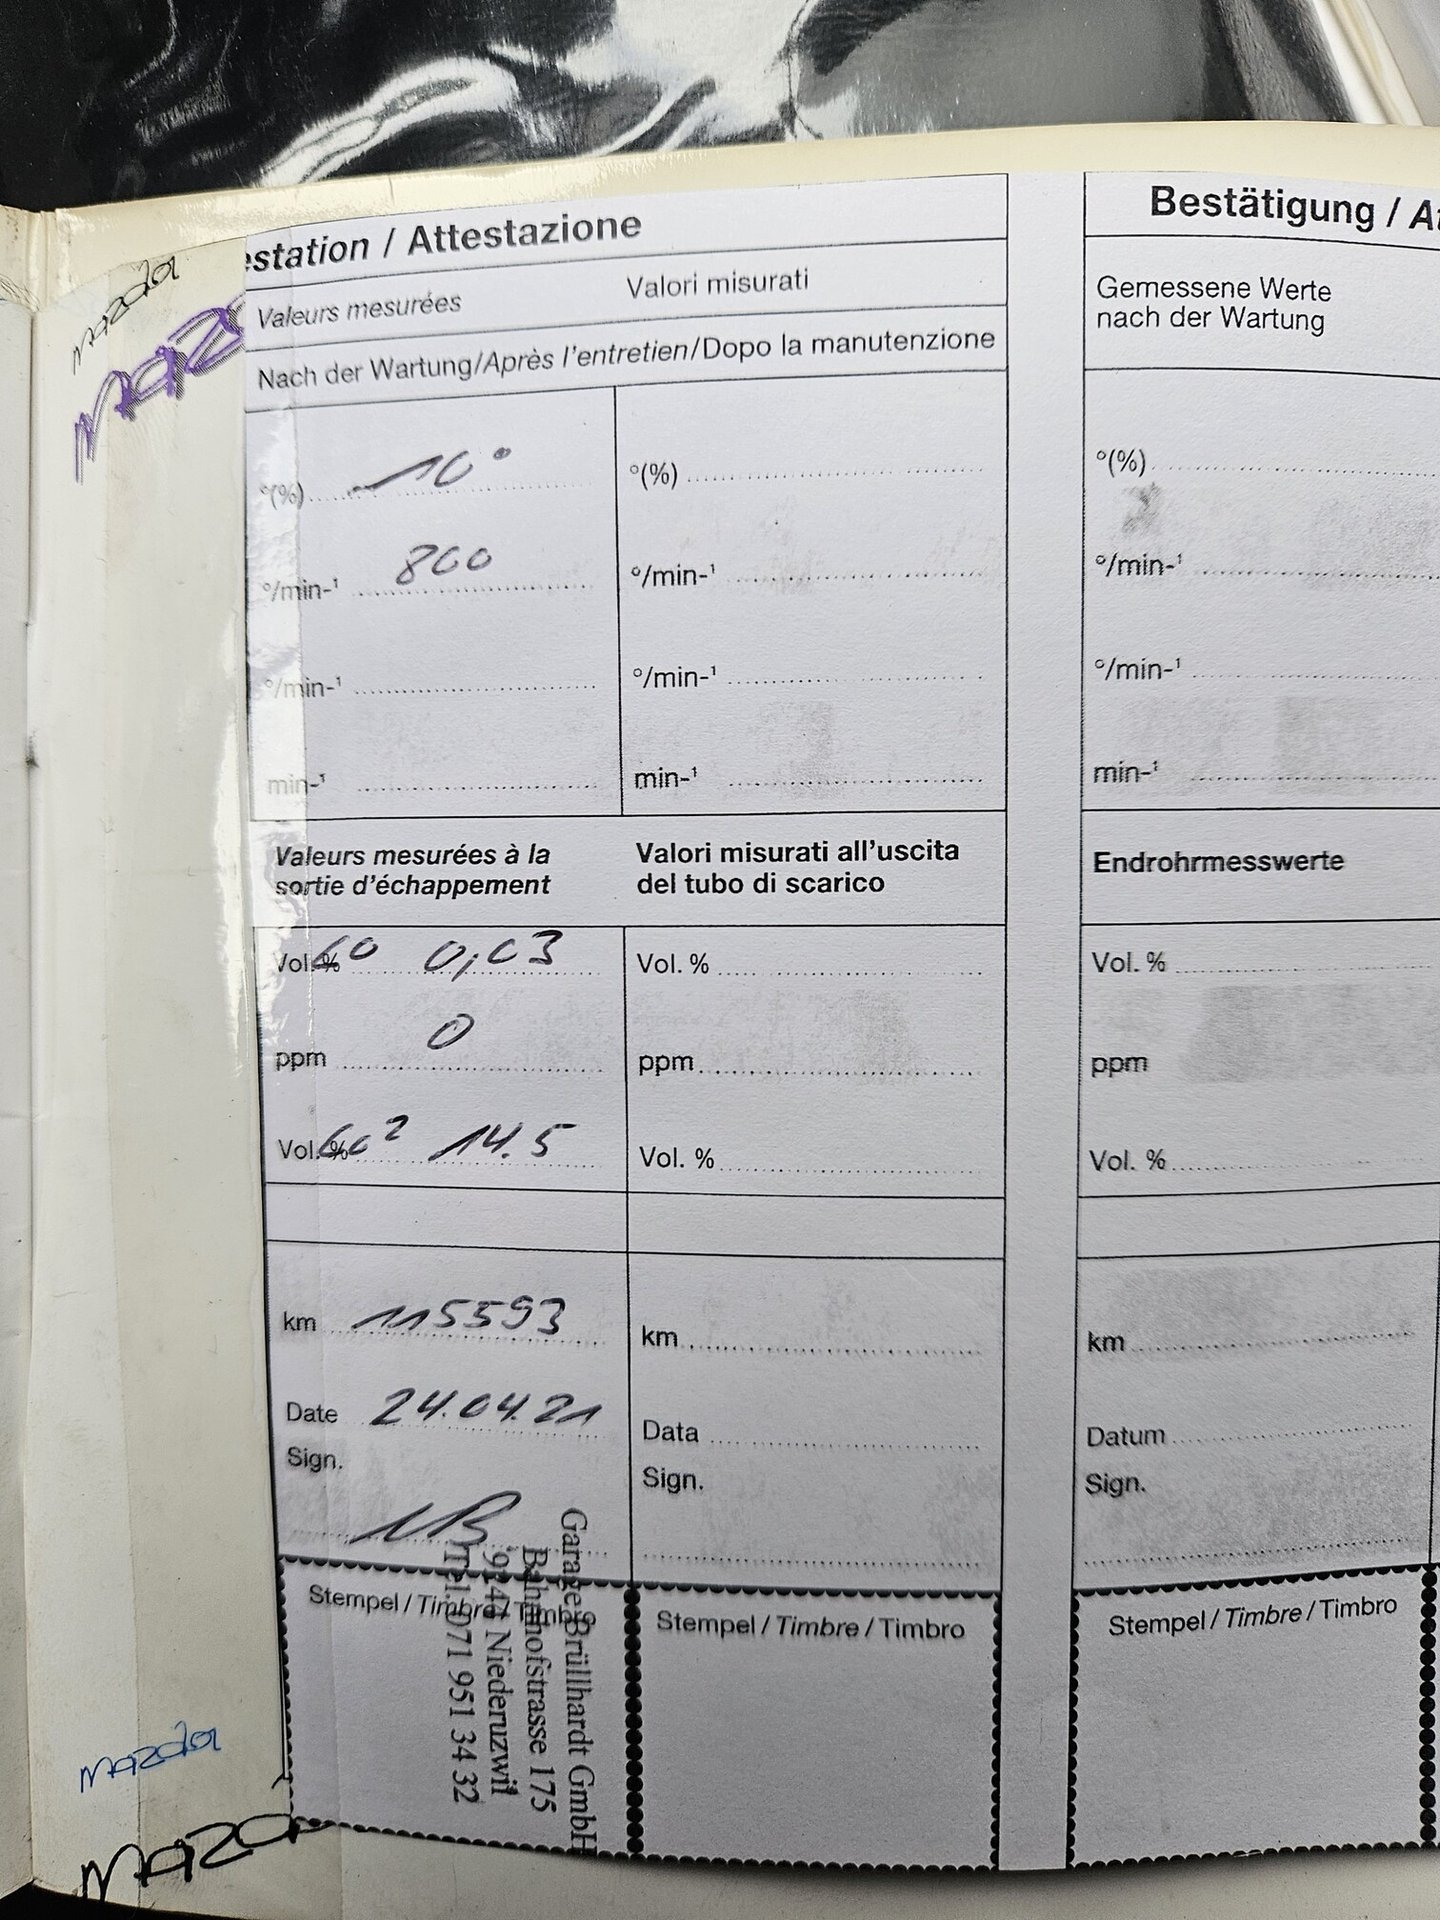 estation / Attestazione
Valeurs mesurées
Valori misurati
Nach der Wartung/Après l'entretien/Dopo la manutenzione
°(%) 10°
°/min-¹ 800
°/min-¹
min-¹
°(%)
°/min-¹
°/min-¹
min-¹
Valeurs mesurées à la
sortie d'échappement
Valori misurati all'uscita
del tubo di scarico
Vol. % CO 0,03
ppm 0
Vol. % CO² 14.5
Vol. %
ppm
Vol. %
km 115593
Date 24.04.21
Sign.
km
Data
Sign.
Stempel / Timbre / Timbro
Garage Brüllhardt GmbH
Bahnhofstrasse 175
Niederuzwil
Tel. 071 951 34 32
Stempel / Timbre / Timbro
Bestätigung / At
Gemessene Werte
nach der Wartung
°(%)
°/min-¹
°/min-¹
min-¹
Endrohrmesswerte
Vol. %
ppm
Vol. %
km
Datum
Sign.
Stempel / Timbre / Timbro
mazda
maz
mazda
mazda